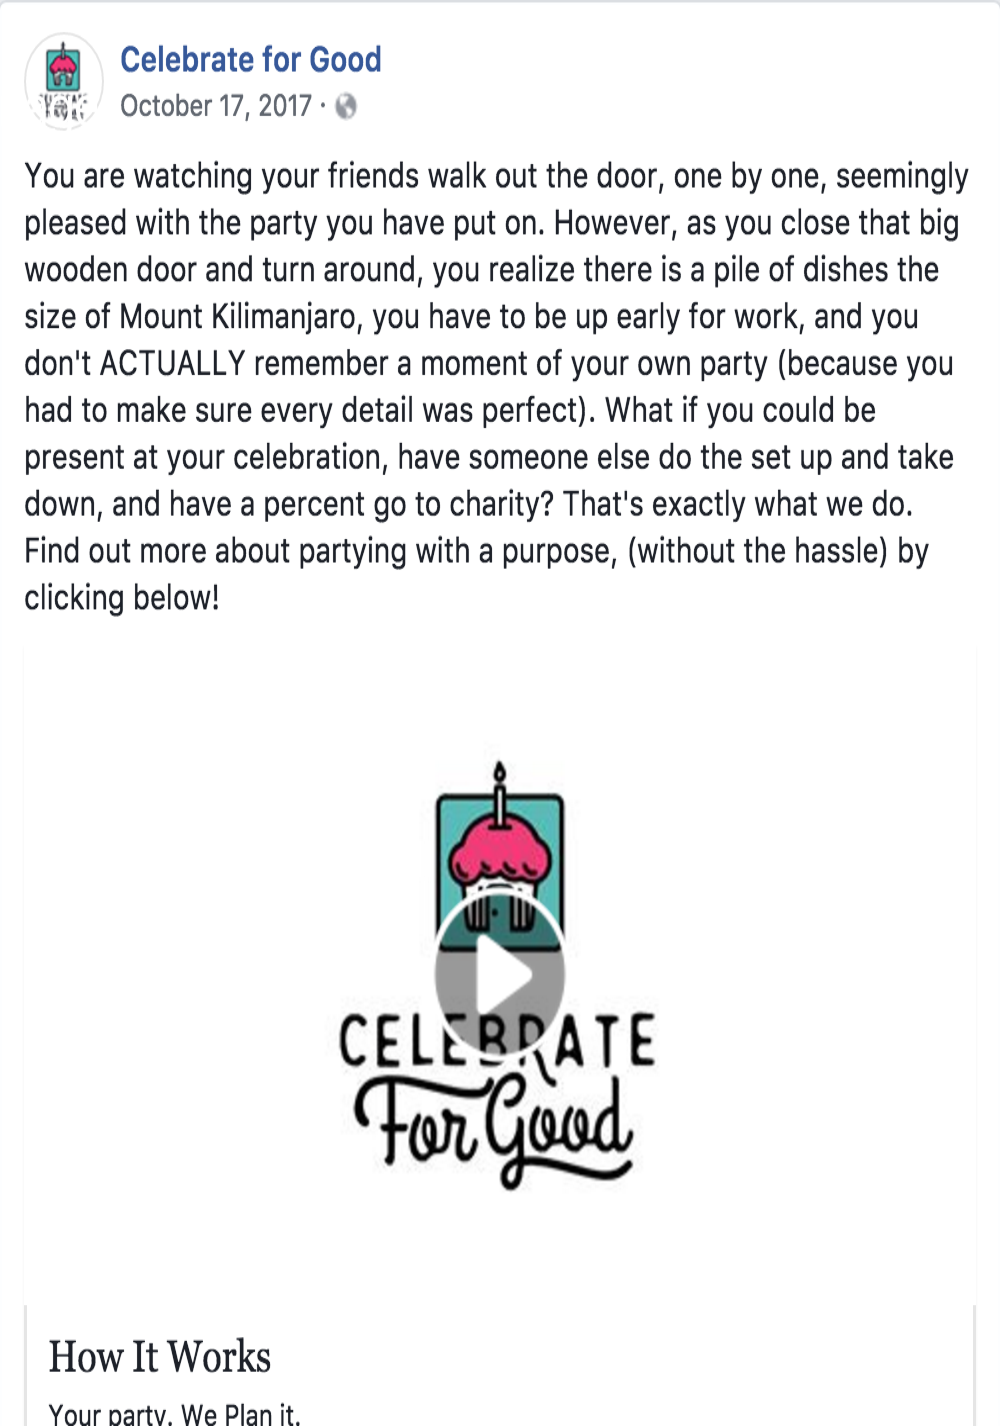 Celebrate for Good
October 17, 2017 ·
You are watching your friends walk out the door, one by one, seemingly
pleased with the party you have put on. However, as you close that big
wooden door and turn around, you realize there is a pile of dishes the
size of Mount Kilimanjaro, you have to be up early for work, and you
don't ACTUALLY remember a moment of your own party (because you
had to make sure every detail was perfect). What if you could be
present at your celebration, have someone else do the set up and take
down, and have a percent go to charity? That's exactly what we do.
Find out more about partying with a purpose, (without the hassle) by
clicking below!
CELEBRATE
For Good
How It Works
Your party. We Plan it.